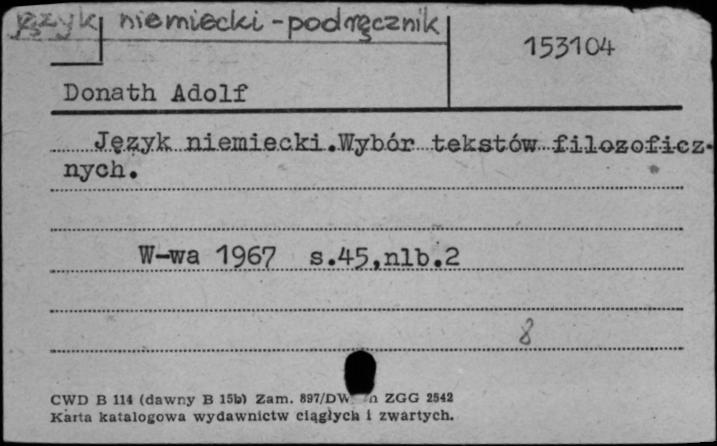 język niemiecki - podręcznik
153104
Donath Adolf
Język niemiecki.Wybór tekstów filozoficz-
nych.
W-wa 1967 s.45,nlb.2
8
CWD B 114 (dawny B 15b) Zam. 897/DW ZGG 2542
Karta katalogowa wydawnictw ciągłych i zwartych.